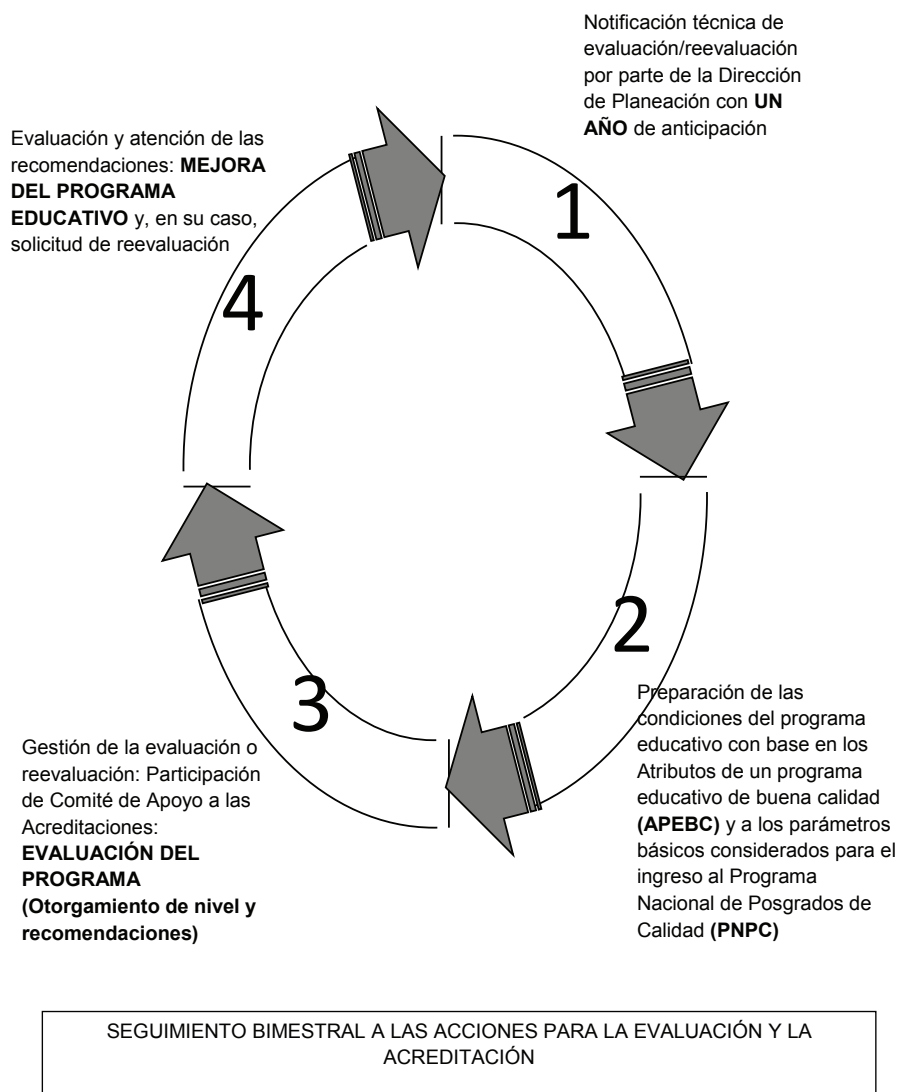 Notificación técnica de
evaluación/reevaluación
por parte de la Dirección
de Planeación con UN
AÑO de anticipación
1
2
Preparación de las
condiciones del programa
educativo con base en los
Atributos de un programa
educativo de buena calidad
(APEBC) y a los parámetros
básicos considerados para el
ingreso al Programa
Nacional de Posgrados de
Calidad (PNPC)
3
Gestión de la evaluación o
reevaluación: Participación
de Comité de Apoyo a las
Acreditaciones:
EVALUACIÓN DEL
PROGRAMA
(Otorgamiento de nivel y
recomendaciones)
4
Evaluación y atención de las
recomendaciones: MEJORA
DEL PROGRAMA
EDUCATIVO y, en su caso,
solicitud de reevaluación
SEGUIMIENTO BIMESTRAL A LAS ACCIONES PARA LA EVALUACIÓN Y LA
ACREDITACIÓN